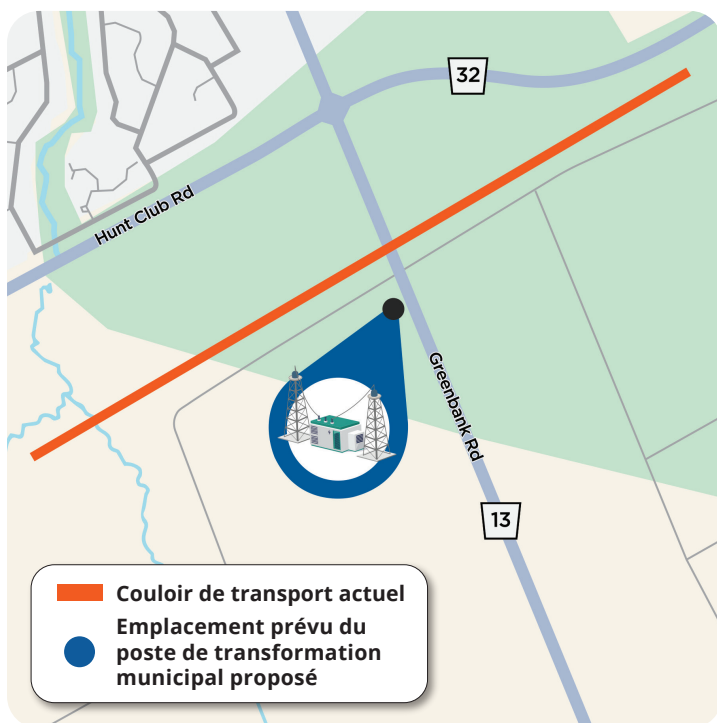 32
Hunt Club Rd
Greenbank Rd
13
Couloir de transport actuel
Emplacement prévu du
poste de transformation
municipal proposé